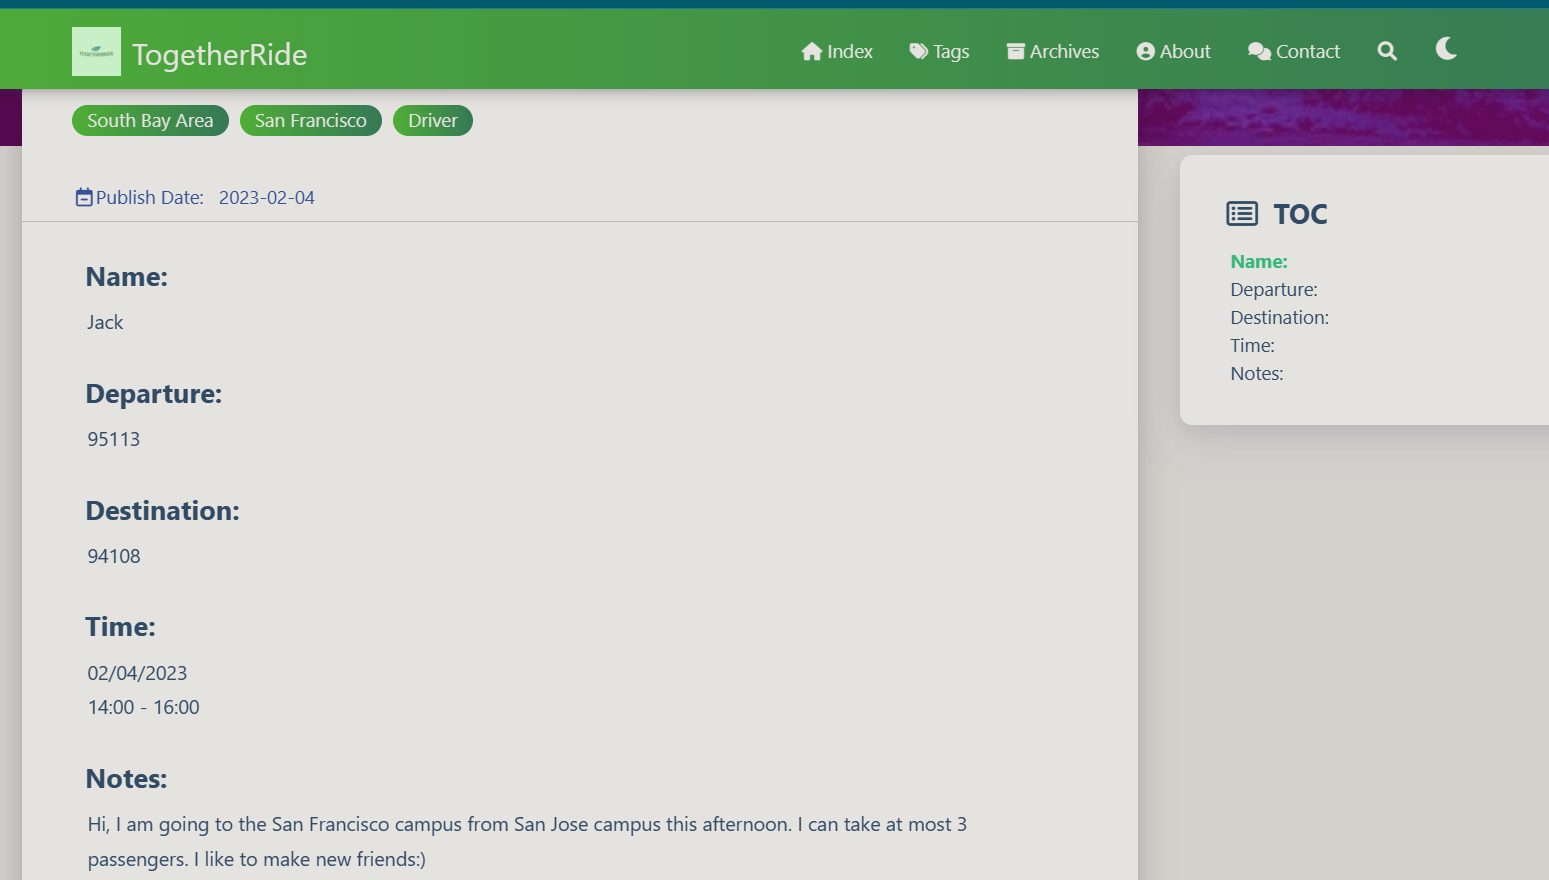 TOGETHERRIDE
TogetherRide
Index
Tags
Archives
About
Contact
South Bay Area
San Francisco
Driver
Publish Date: 2023-02-04
Name:
Jack
Departure:
95113
Destination:
94108
Time:
02/04/2023
14:00 - 16:00
Notes:
Hi, I am going to the San Francisco campus from San Jose campus this afternoon. I can take at most 3
passengers. I like to make new friends:)
TOC
Name:
Departure:
Destination:
Time:
Notes: